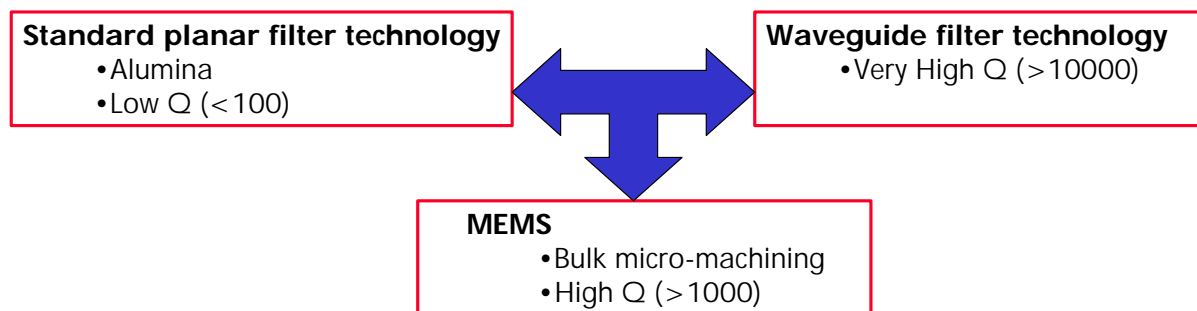 Standard planar filter technology
•Alumina
•Low Q (<100)
Waveguide filter technology
•Very High Q (>10000)
MEMS
•Bulk micro-machining
•High Q (>1000)